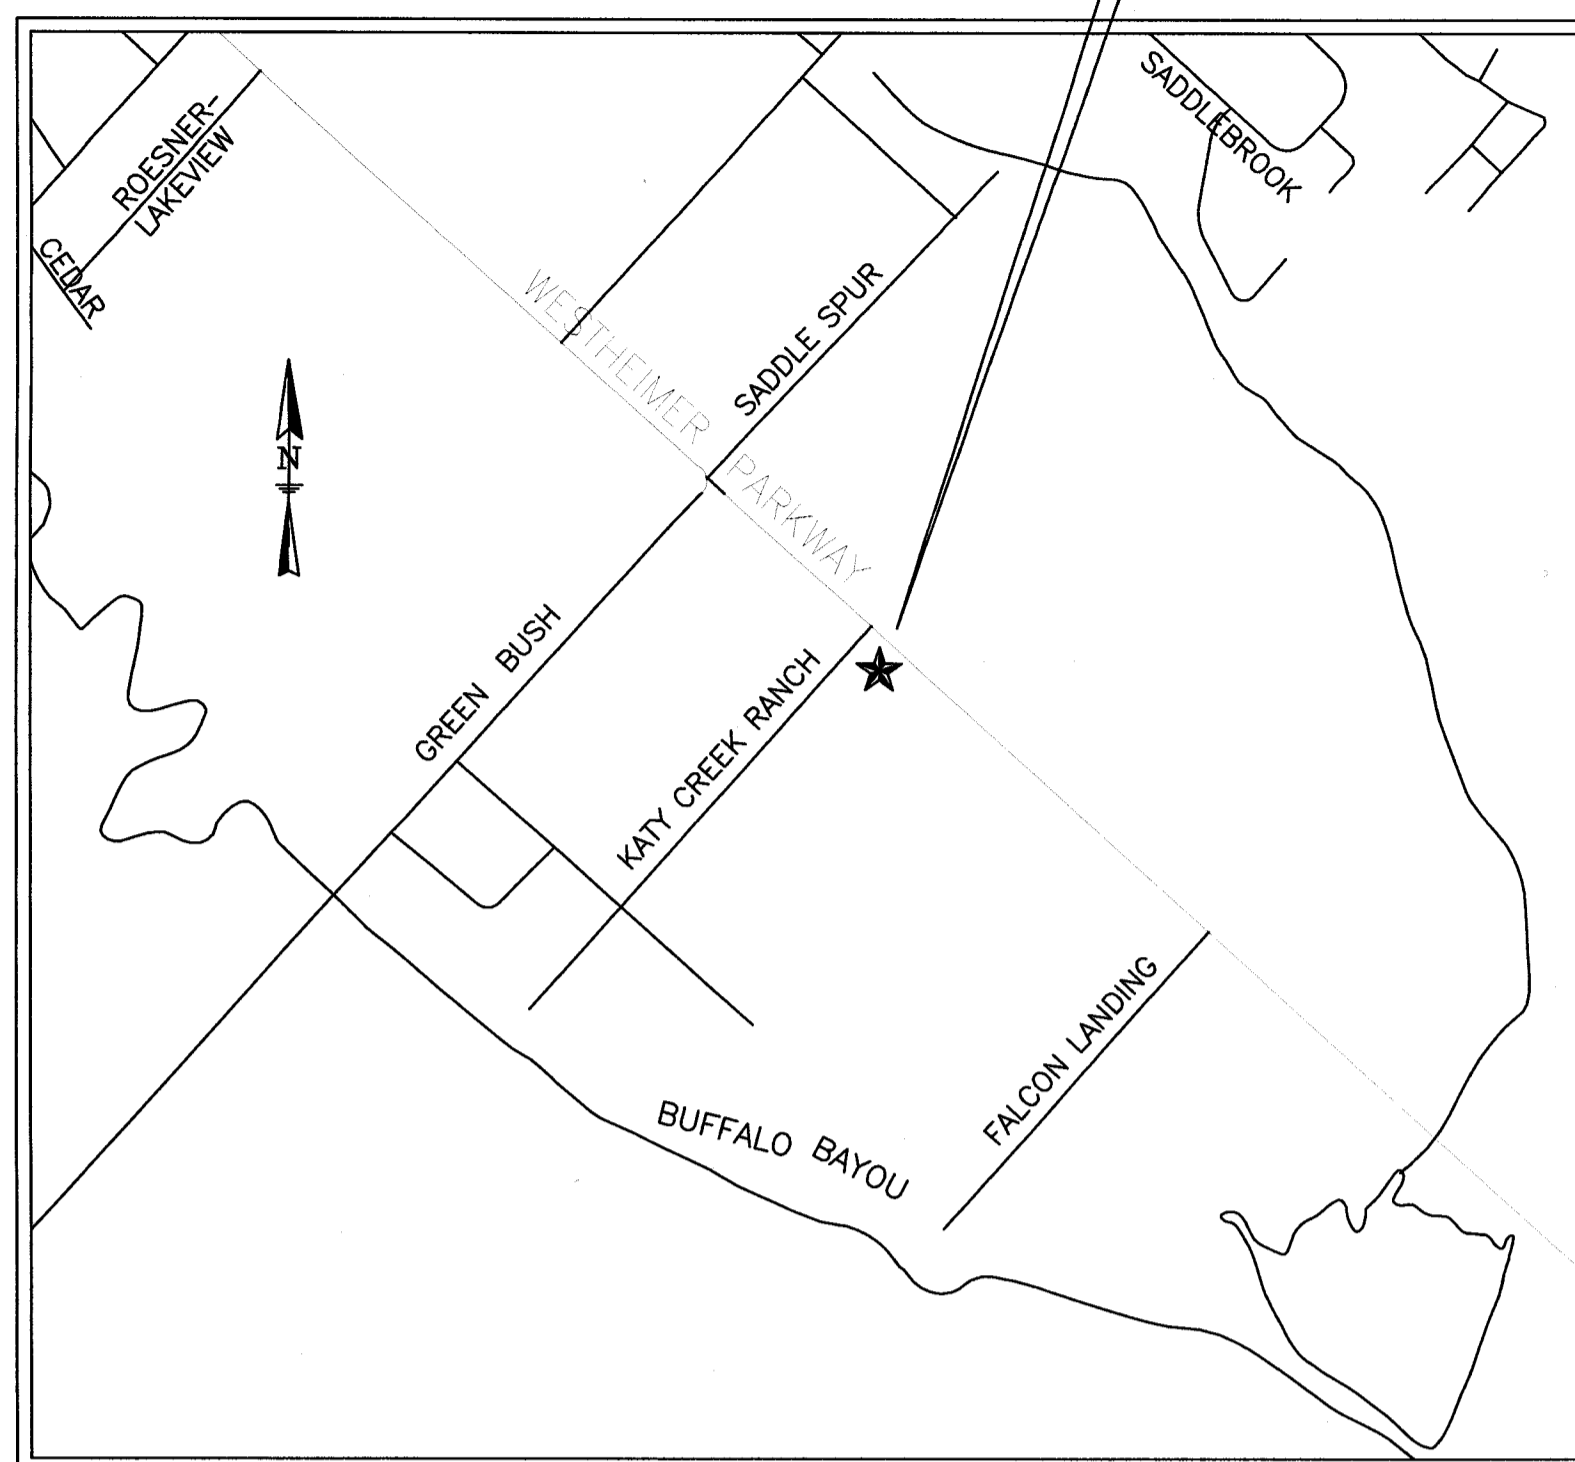 SADDLEBROOK
ROESNER-
LAKEVIEW
CEDAR
WESTHEIMER PARKWAY
SADDLE SPUR
N
GREEN BUSH
KATY CREEK RANCH
FALCON LANDING
BUFFALO BAYOU